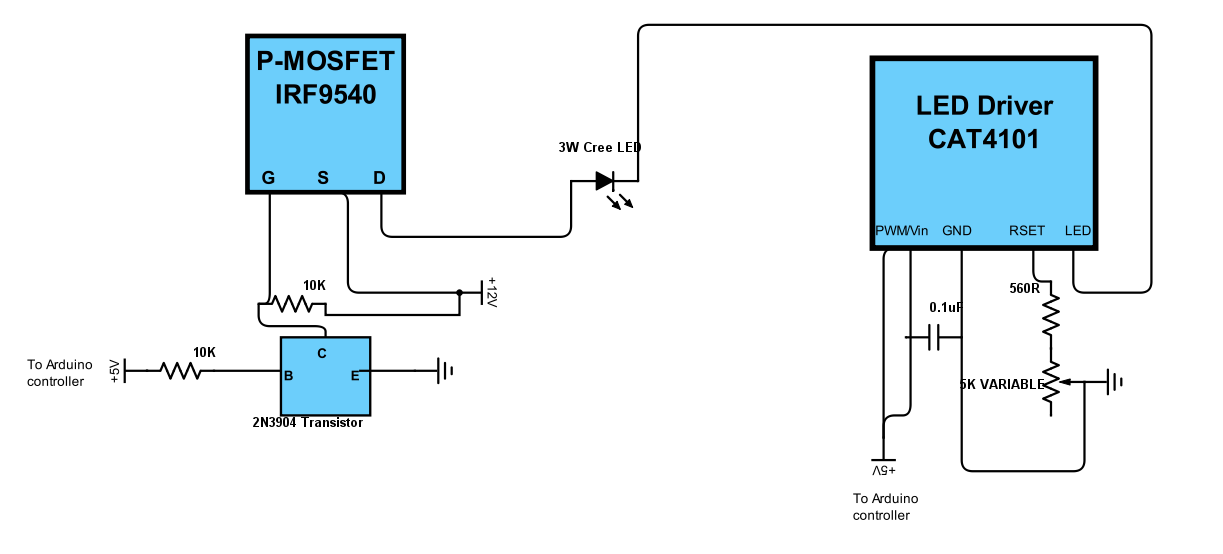 P-MOSFET
IRF9540
G S D
LED Driver
CAT4101
PWM/Vin GND RSET LED
3W Cree LED
10K
+12V
560R
0.1uF
To Arduino
controller
+5V
10K
C
B E
2N3904 Transistor
5K VARIABLE
+5V
To Arduino
controller